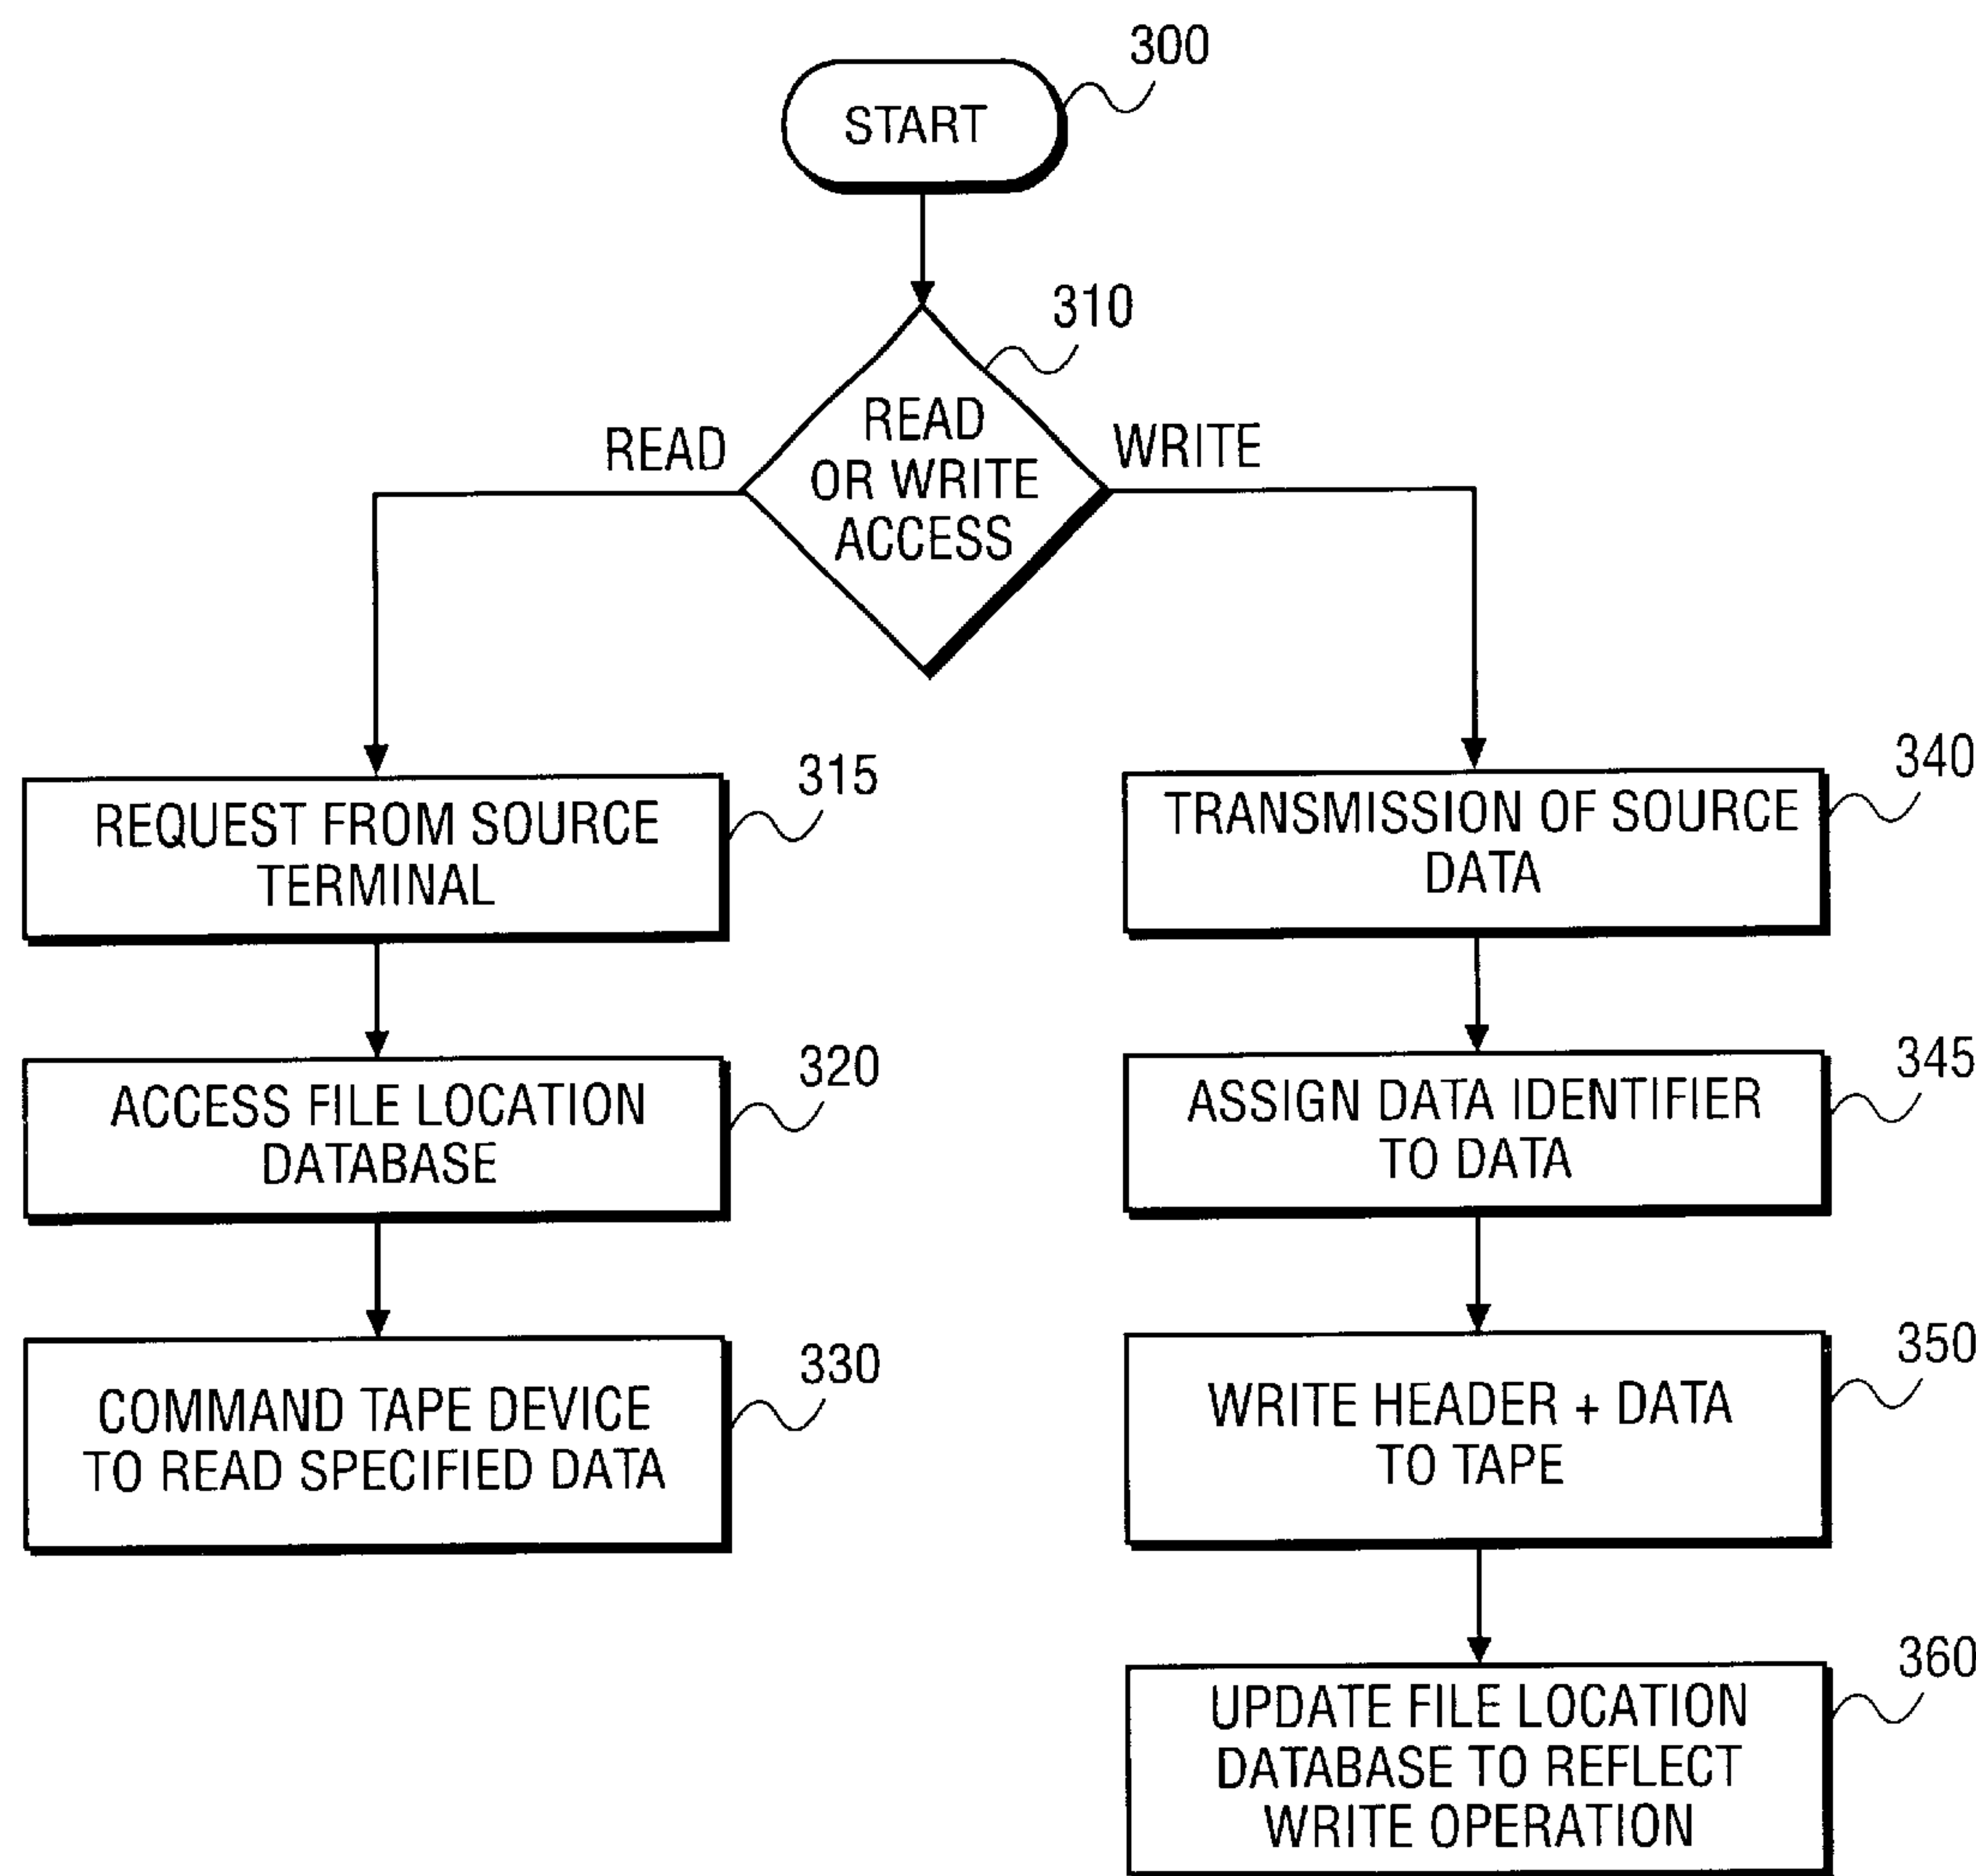 300
START
310
READ
READ
OR WRITE
ACCESS
WRITE
315
REQUEST FROM SOURCE
TERMINAL
320
ACCESS FILE LOCATION
DATABASE
330
COMMAND TAPE DEVICE
TO READ SPECIFIED DATA
340
TRANSMISSION OF SOURCE
DATA
345
ASSIGN DATA IDENTIFIER
TO DATA
350
WRITE HEADER + DATA
TO TAPE
360
UPDATE FILE LOCATION
DATABASE TO REFLECT
WRITE OPERATION